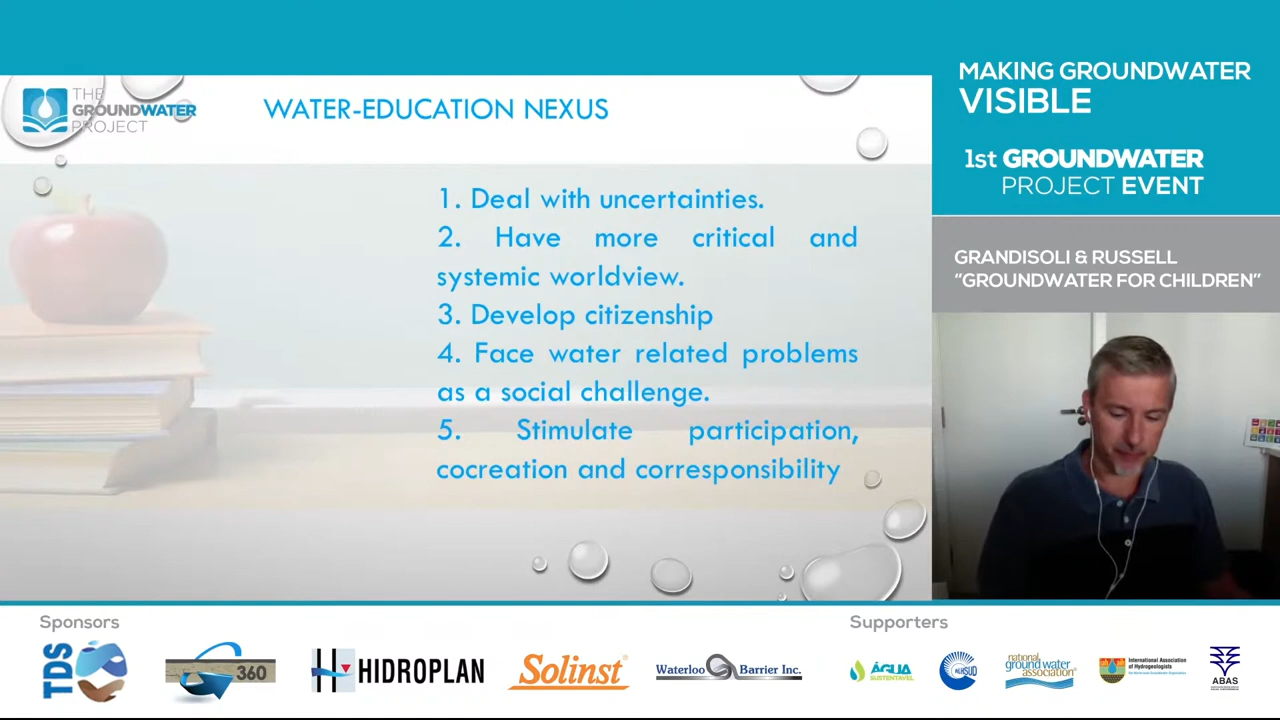 THE
GROUNDWATER
PROJECT
WATER-EDUCATION NEXUS
1. Deal with uncertainties.
2. Have more critical and
systemic worldview.
3. Develop citizenship
4. Face water related problems
as a social challenge.
5. Stimulate participation,
cocreation and corresponsibility
MAKING GROUNDWATER
VISIBLE
1st GROUNDWATER
PROJECT EVENT
GRANDISOLI & RUSSELL
“GROUNDWATER FOR CHILDREN”
Sponsors
TDS
360
HIDROPLAN
Solinst
Waterloo Barrier Inc.
Supporters
ÁGUA
SUSTENTÁVEL
national
ground water
association
International Association
of Hydrogeologists
ABAS